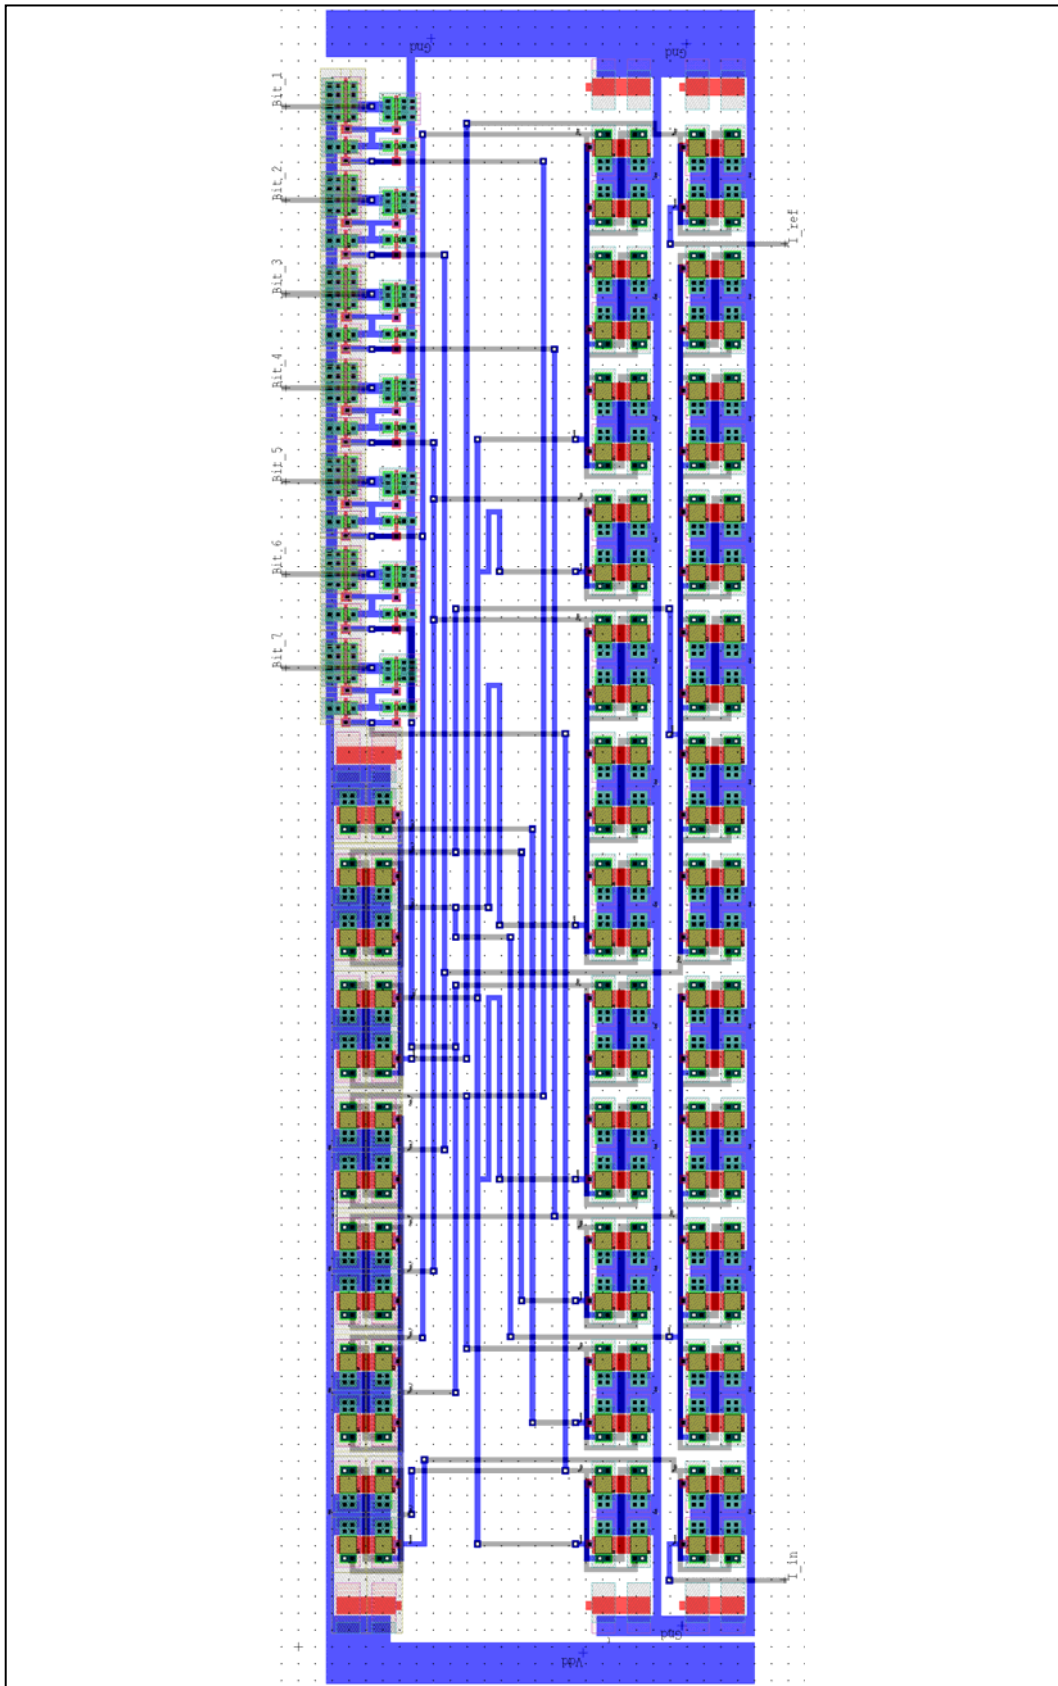 Gnd
Gnd
Bit_1
Bit_2
I_ref
Bit_3
Bit_4
Bit_5
Bit_6
Bit_7
I_in
Gnd
Vdd